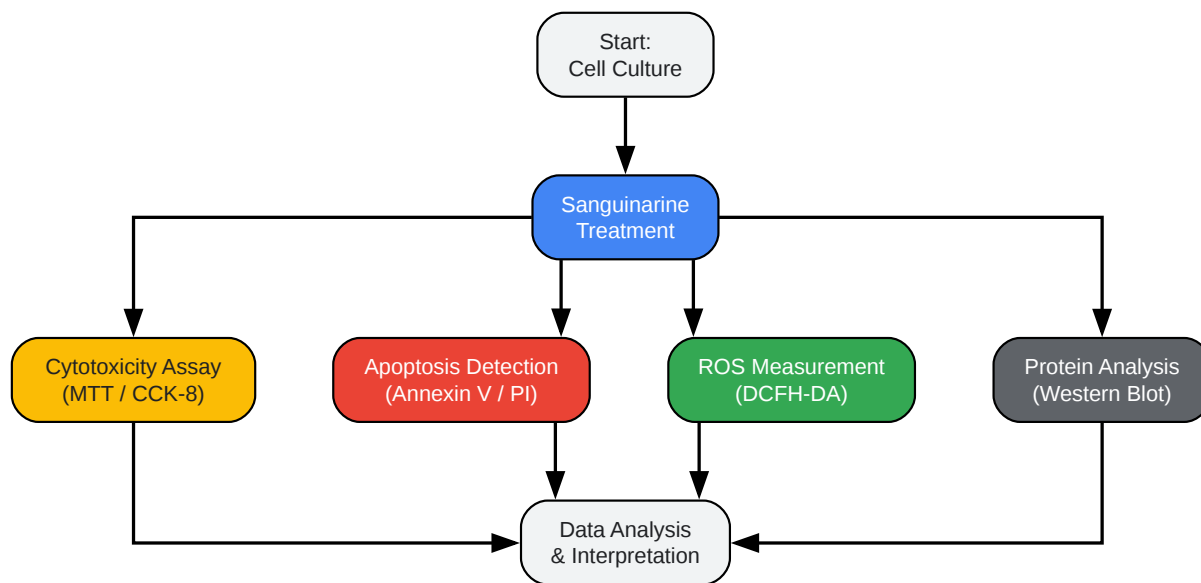 Start:
Cell Culture
Sanguinarine
Treatment
Cytotoxicity Assay
(MTT / CCK-8)
Apoptosis Detection
(Annexin V / PI)
ROS Measurement
(DCFH-DA)
Protein Analysis
(Western Blot)
Data Analysis
& Interpretation